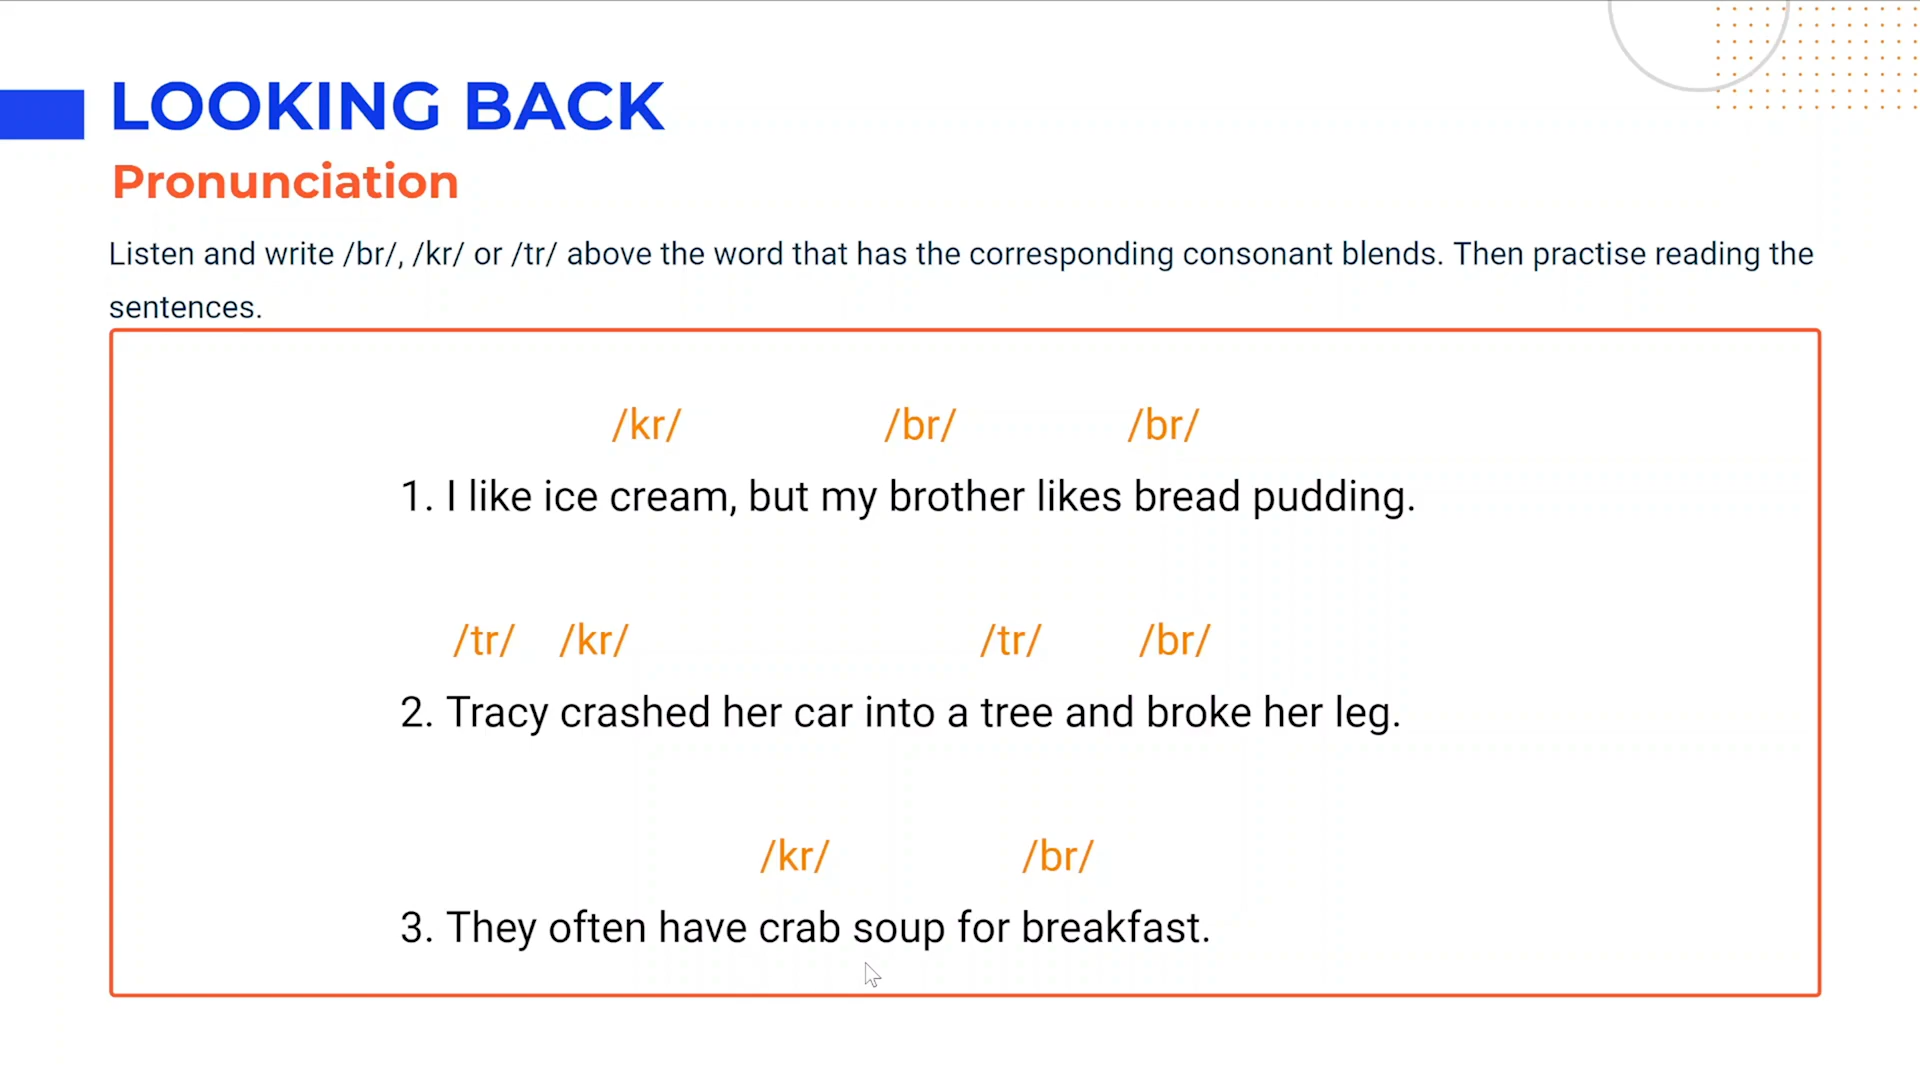 LOOKING BACK
Pronunciation
Listen and write /br/, /kr/ or /tr/ above the word that has the corresponding consonant blends. Then practise reading the
sentences.
/kr/ /br/ /br/
1. I like ice cream, but my brother likes bread pudding.
/tr/ /kr/ /tr/ /br/
2. Tracy crashed her car into a tree and broke her leg.
/kr/ /br/
3. They often have crab soup for breakfast.